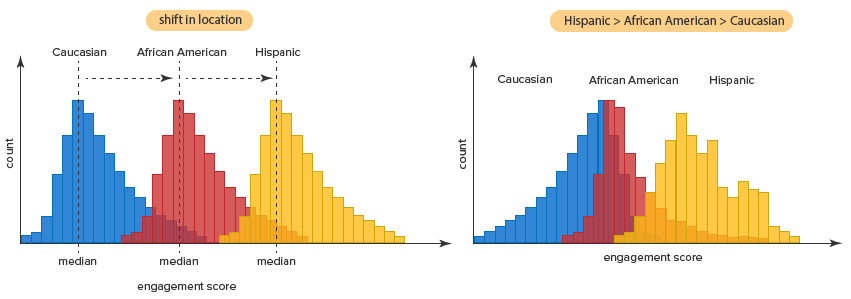 shift in location
Caucasian African American Hispanic
count
median median median
engagement score
Hispanic > African American > Caucasian
Caucasian African American Hispanic
count
engagement score